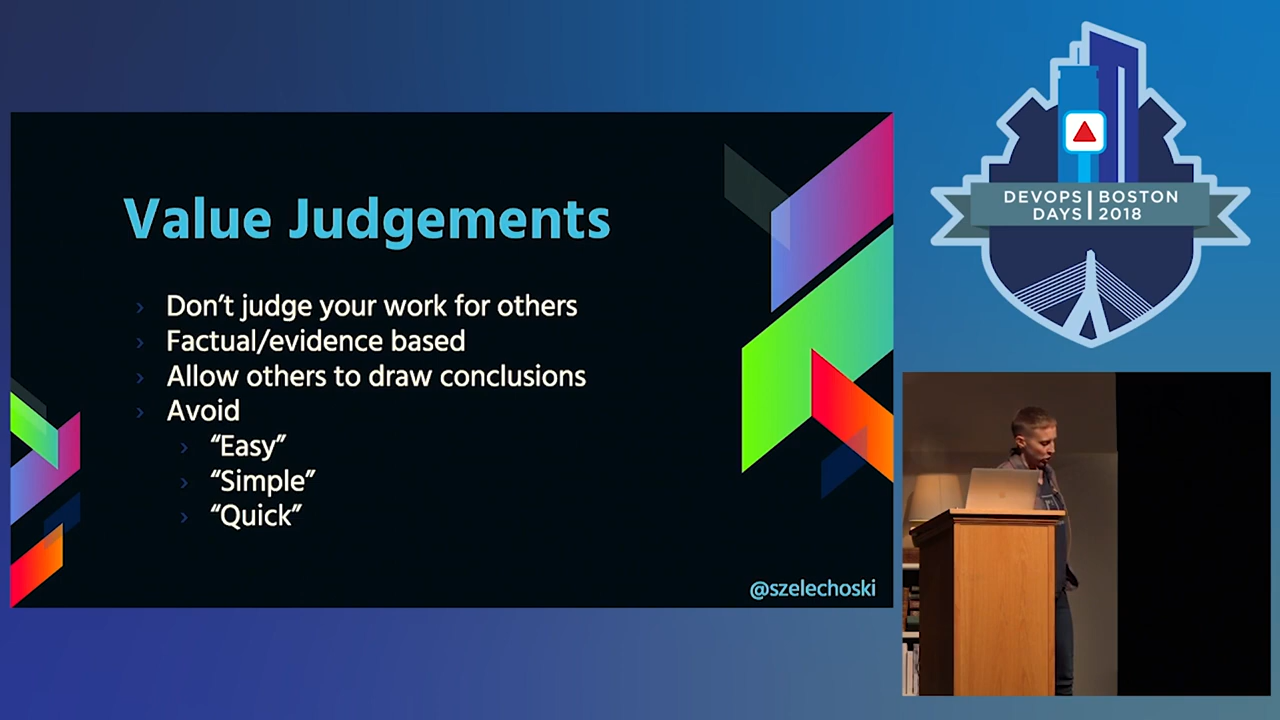 Value Judgements
› Don’t judge your work for others
› Factual/evidence based
› Allow others to draw conclusions
› Avoid
› “Easy”
› “Simple”
› “Quick”
@szelechoski
DEVOPS DAYS | BOSTON 2018